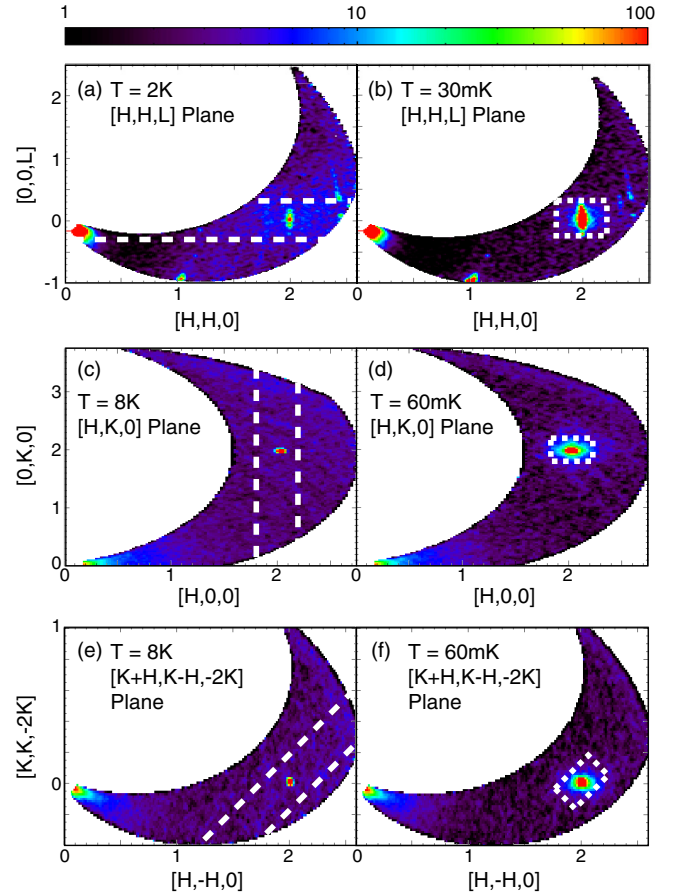 1 10 100
(a) T = 2K
[H,H,L] Plane
(b) T = 30mK
[H,H,L] Plane
[0,0,L]
2
1
0
-1
0 1 2 0 1 2
[H,H,0] [H,H,0]
(c)
T = 8K
[H,K,0] Plane
(d)
T = 60mK
[H,K,0] Plane
[0,K,0]
3
2
1
0
0 1 2 0 1 2
[H,0,0] [H,0,0]
(e) T = 8K
[K+H,K-H,-2K]
Plane
(f) T = 60mK
[K+H,K-H,-2K]
Plane
[K,K,-2K]
1
0
0 1 2 0 1 2
[H,-H,0] [H,-H,0]